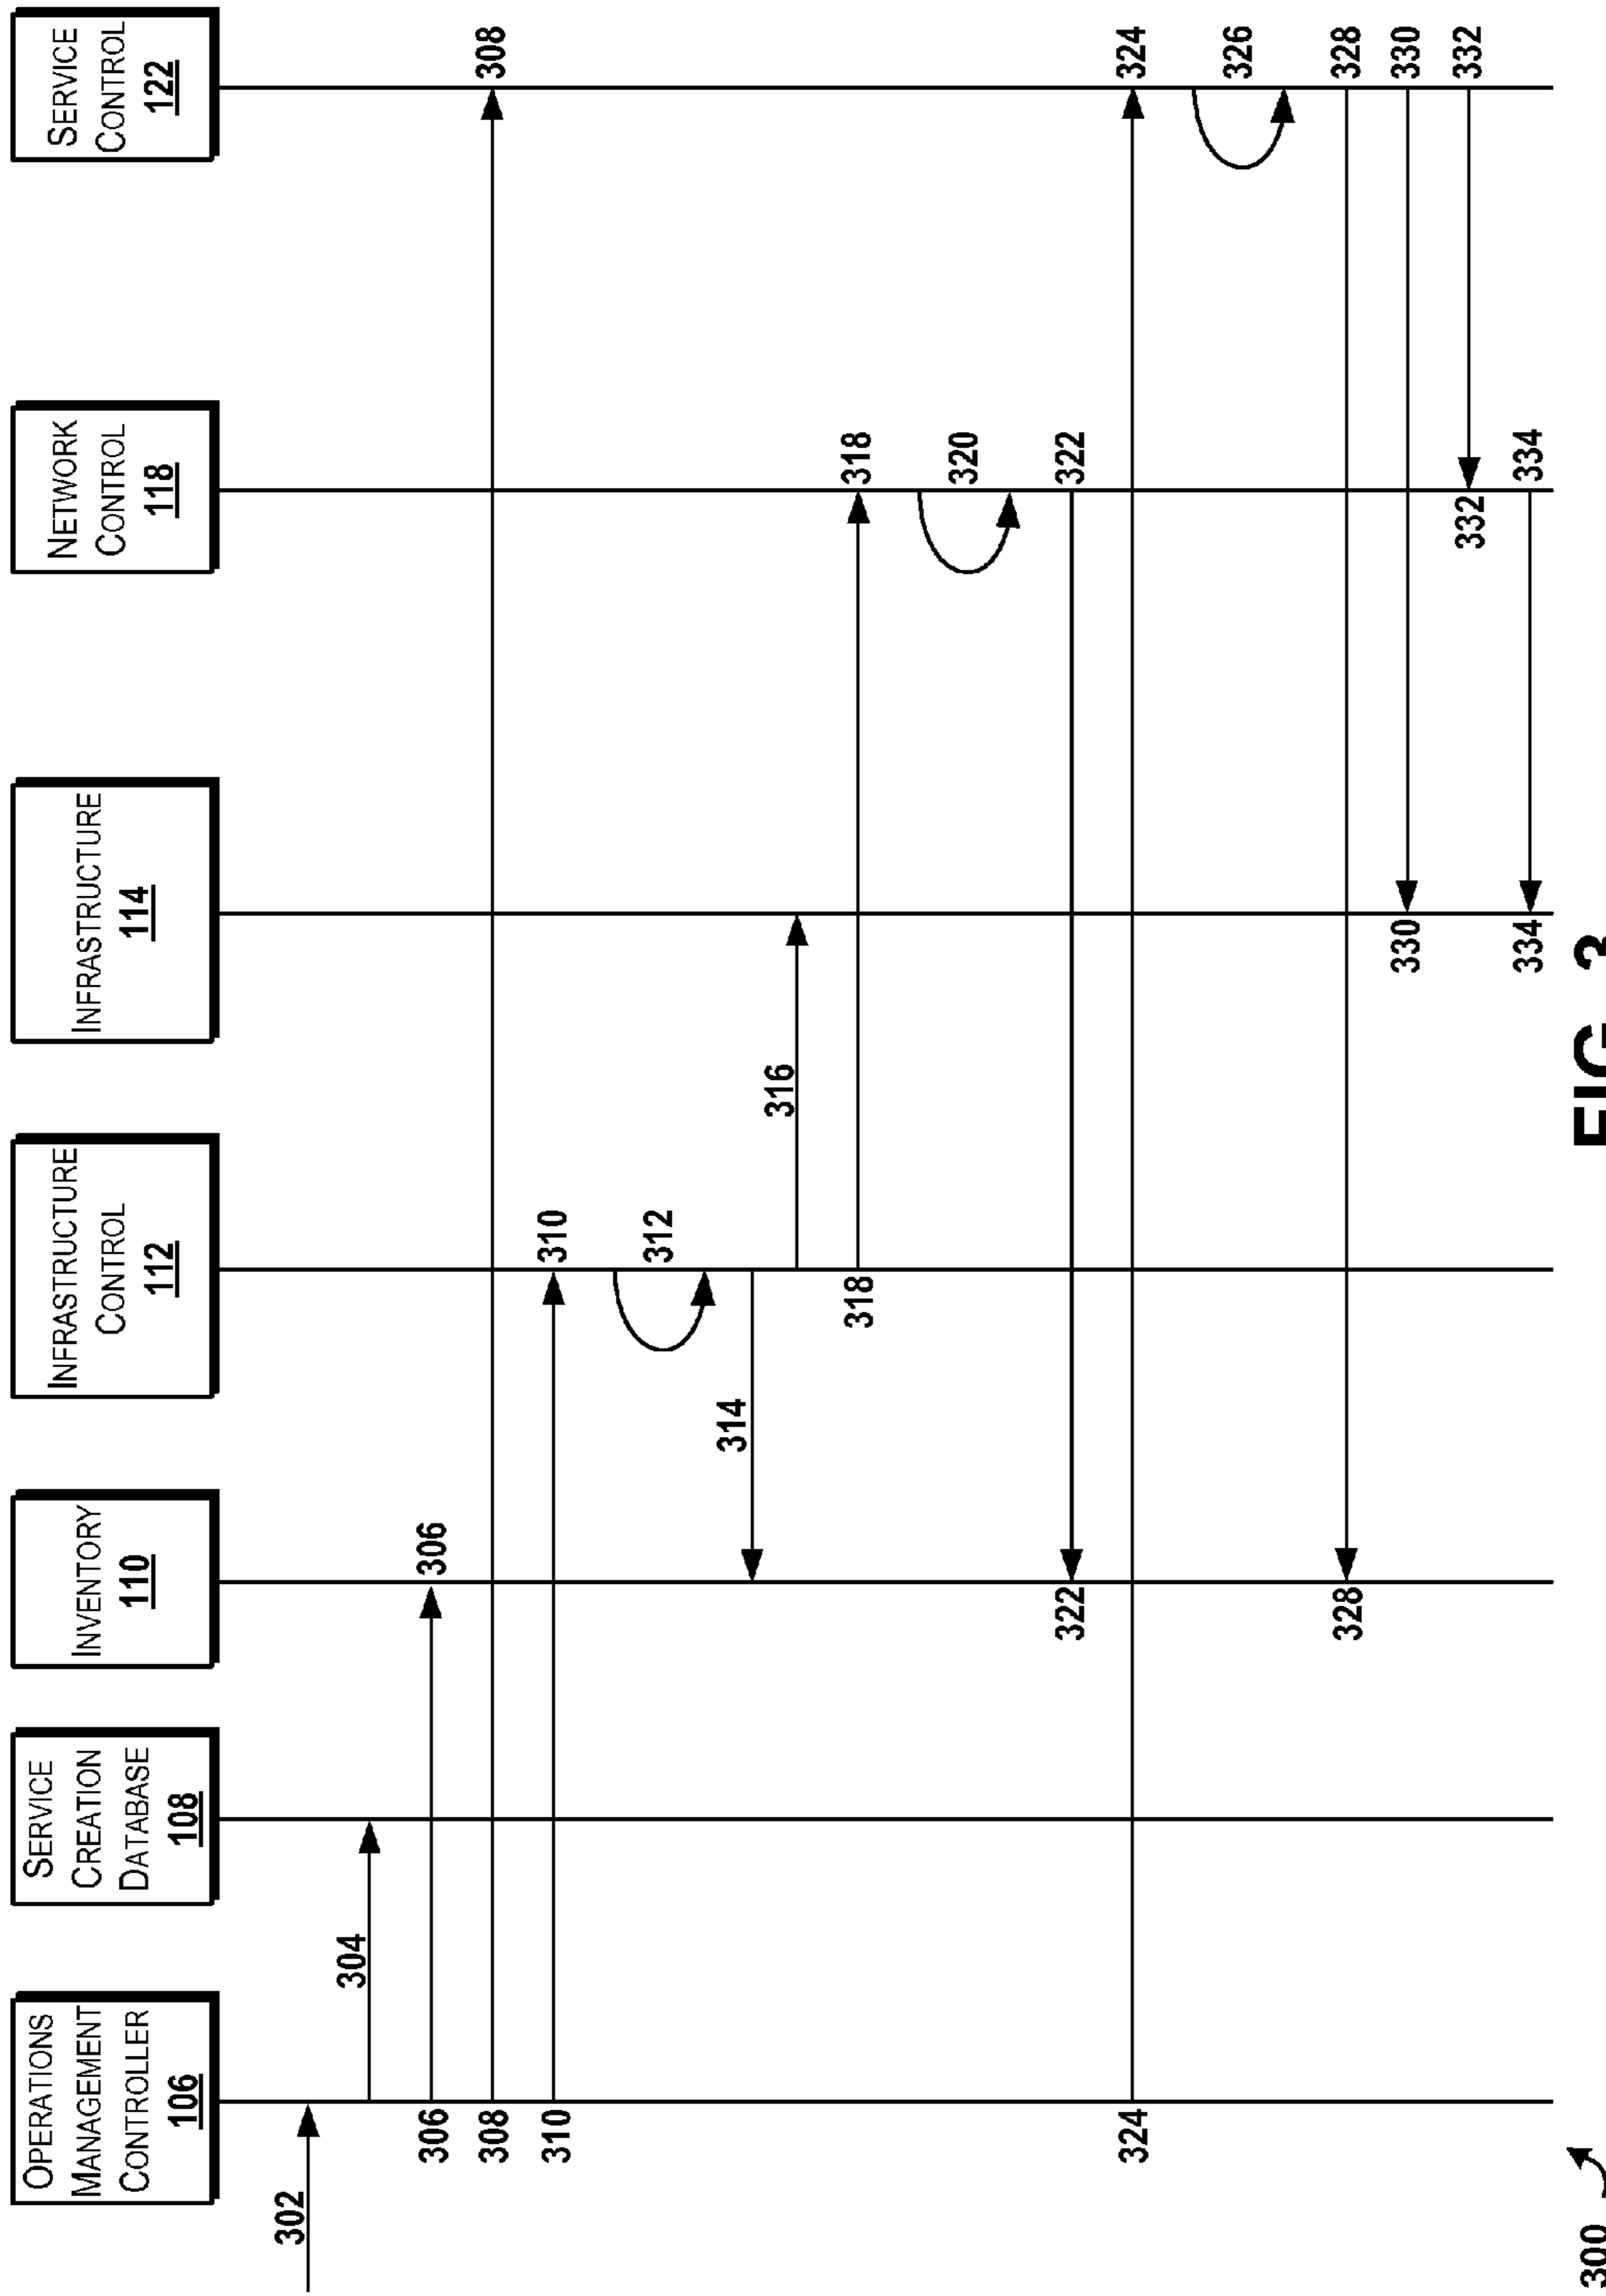 OPERATIONS
MANAGEMENT
CONTROLLER
106
SERVICE
CREATION
DATABASE
108
INVENTORY
110
INFRASTRUCTURE
CONTROL
112
INFRASTRUCTURE
114
NETWORK
CONTROL
118
SERVICE
CONTROL
122
302
304
306
306
308
308
310
310
312
314
316
318
318
320
322
322
324
324
326
328
328
330
330
332
332
334
334
300
FIG. 3